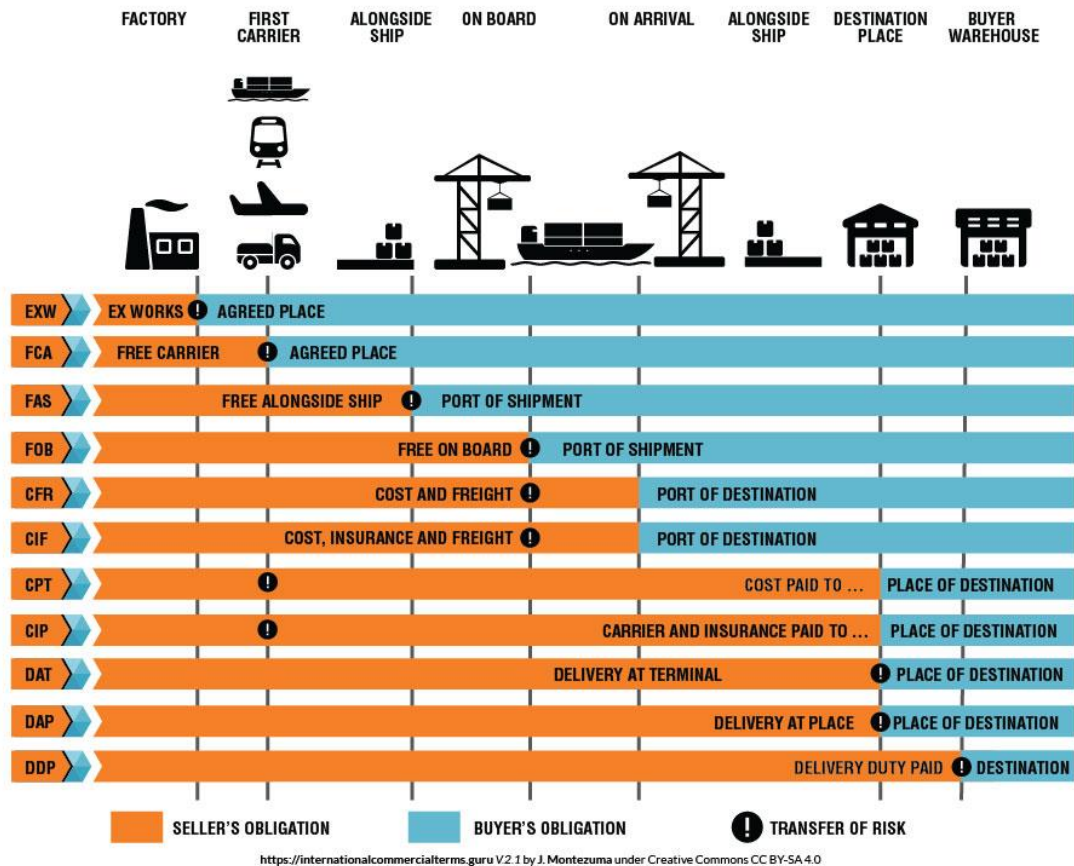 FACTORY
FIRST
CARRIER
ALONGSIDE
SHIP
ON BOARD
ON ARRIVAL
ALONGSIDE
SHIP
DESTINATION
PLACE
BUYER
WAREHOUSE
EXW EX WORKS ! AGREED PLACE
FCA FREE CARRIER ! AGREED PLACE
FAS FREE ALONGSIDE SHIP ! PORT OF SHIPMENT
FOB FREE ON BOARD ! PORT OF SHIPMENT
CFR COST AND FREIGHT ! PORT OF DESTINATION
CIF COST, INSURANCE AND FREIGHT ! PORT OF DESTINATION
CPT ! COST PAID TO ... PLACE OF DESTINATION
CIP ! CARRIER AND INSURANCE PAID TO ... PLACE OF DESTINATION
DAT DELIVERY AT TERMINAL ! PLACE OF DESTINATION
DAP DELIVERY AT PLACE ! PLACE OF DESTINATION
DDP DELIVERY DUTY PAID ! DESTINATION
SELLER'S OBLIGATION BUYER'S OBLIGATION ! TRANSFER OF RISK
https://internationalcommercialterms.guru V.2.1 by J. Montezuma under Creative Commons CC BY-SA 4.0